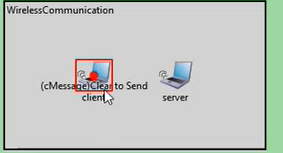 WirelessCommunication
(cMessage)Clear to Send
client
server